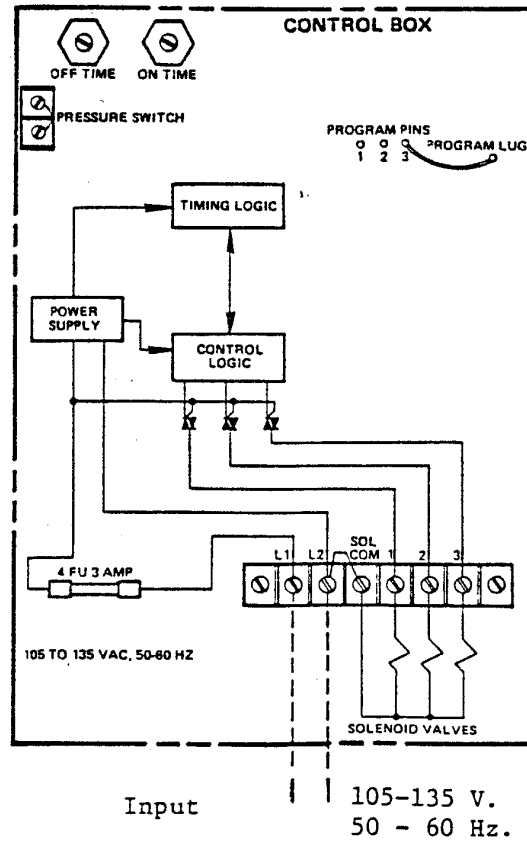 CONTROL BOX
OFF TIME
ON TIME
PRESSURE SWITCH
PROGRAM PINS
1 2 3
PROGRAM LUG
TIMING LOGIC
POWER
SUPPLY
CONTROL
LOGIC
4 FU 3 AMP
L1
L2
SOL
COM
1
2
3
105 TO 135 VAC, 50-60 HZ
SOLENOID VALVES
Input
105-135 V.
50 - 60 Hz.